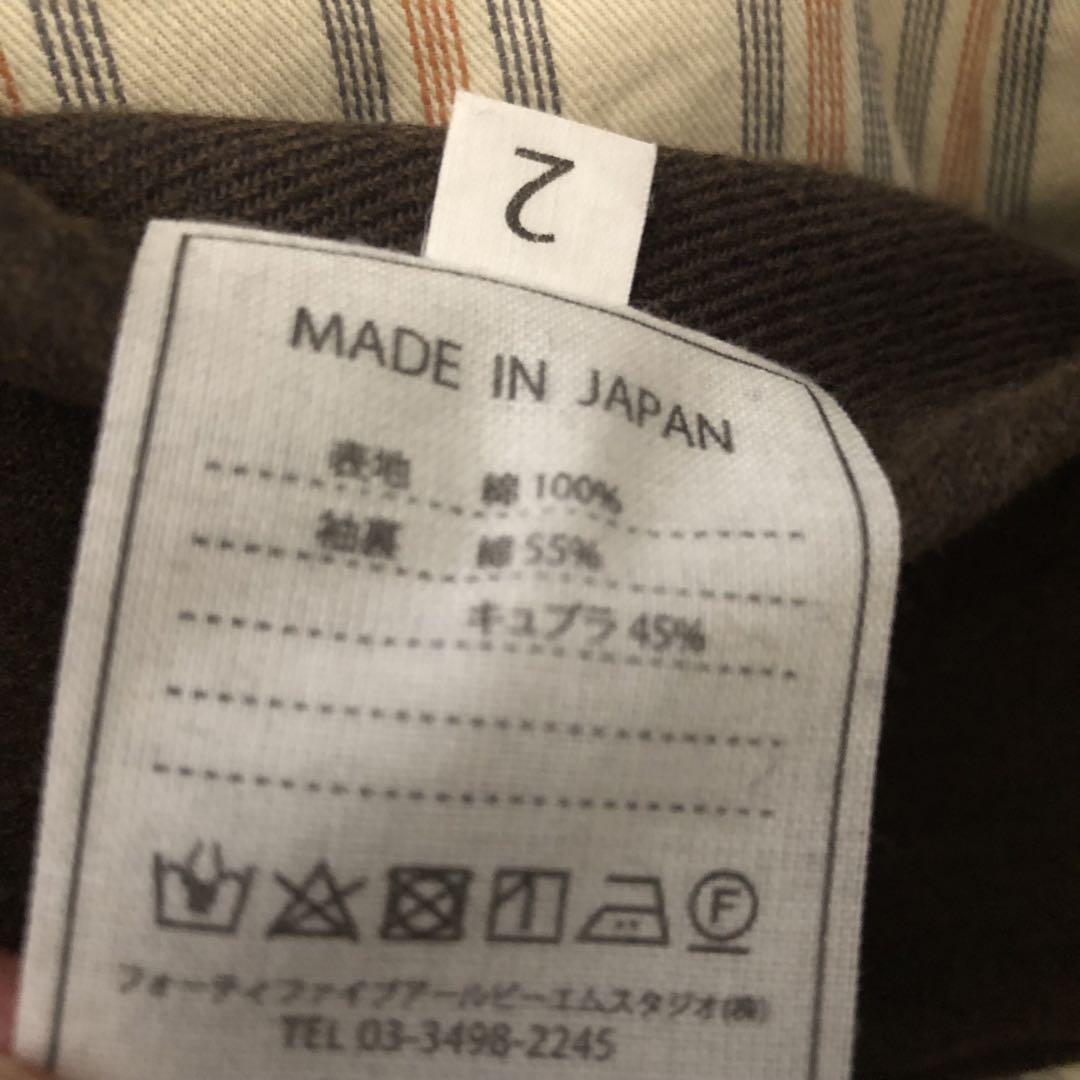 2
MADE IN JAPAN
表地 綿 100%
袖裏 綿 55%
キュプラ 45%
F
フォーティファイブアールピーエムスタジオ(株)
TEL 03-3498-2245